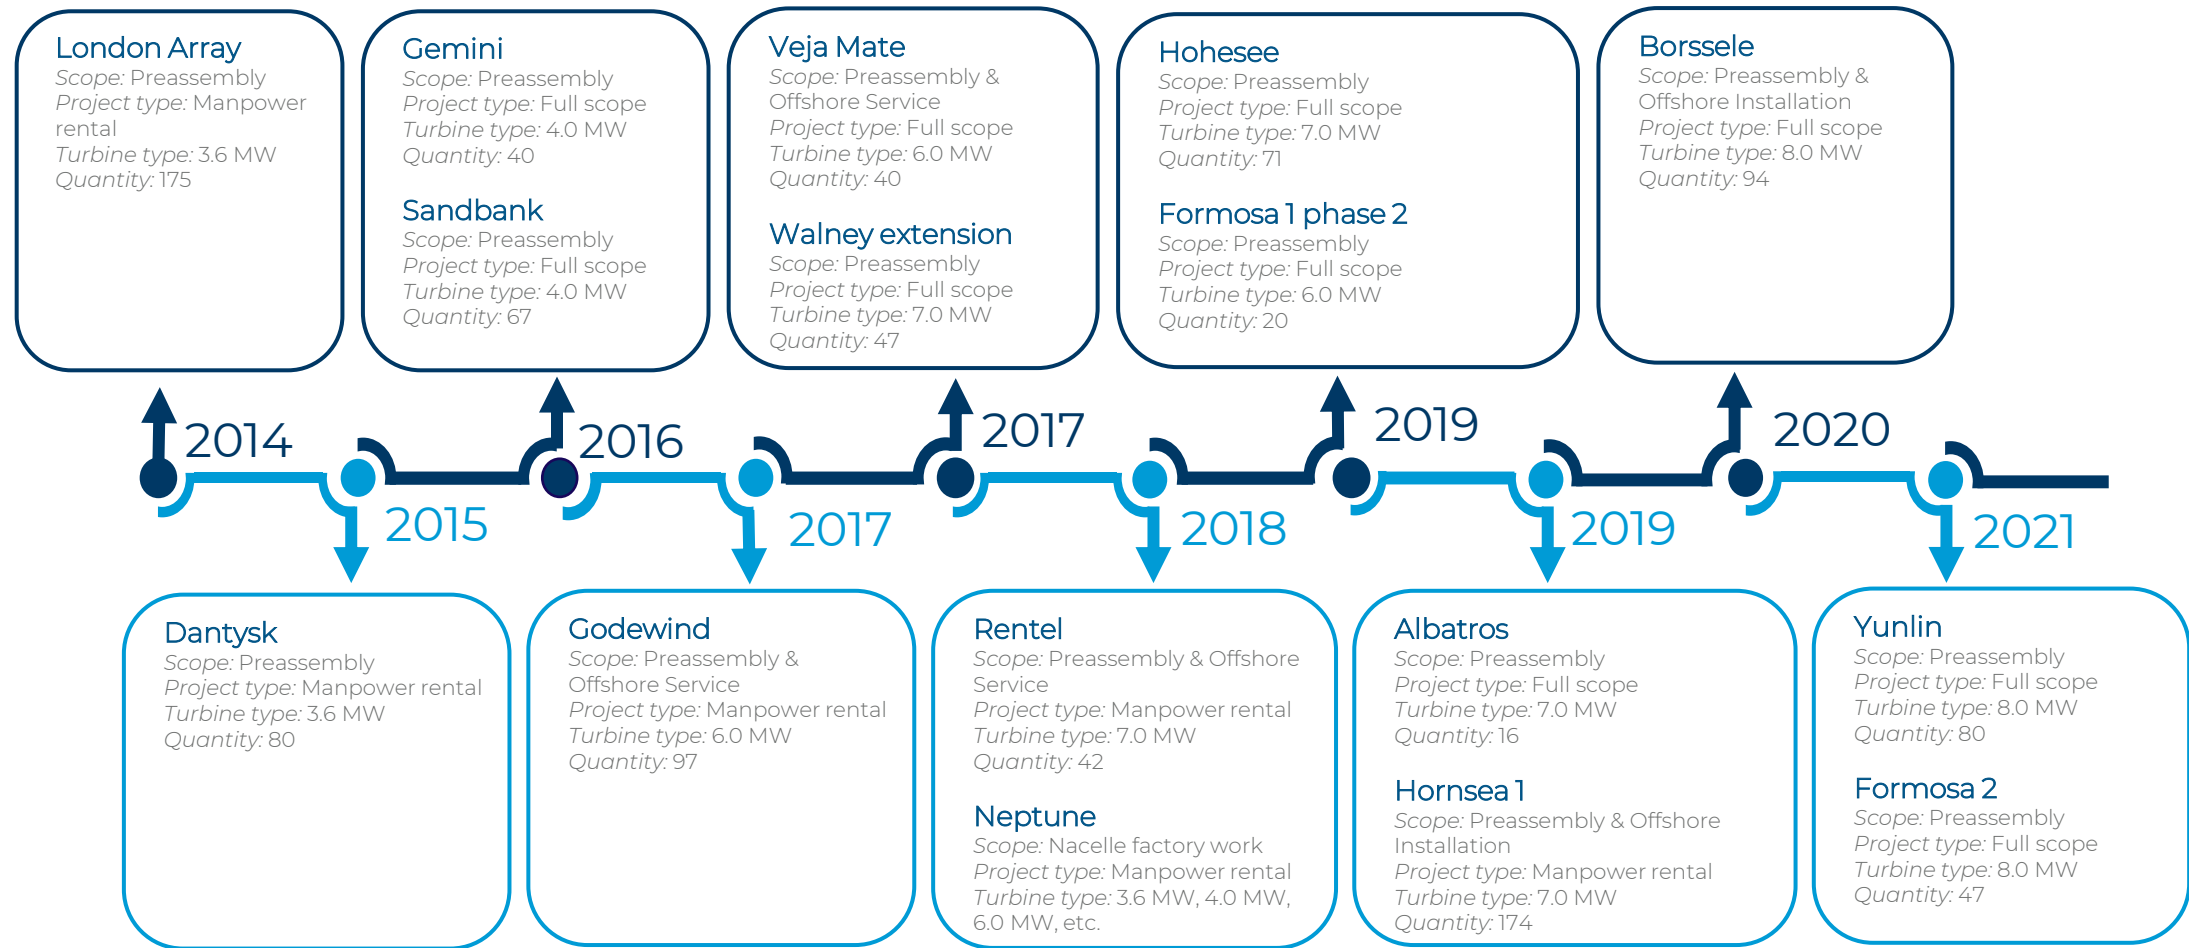 London Array
Scope: Preassembly
Project type: Manpower
rental
Turbine type: 3.6 MW
Quantity: 175
Gemini
Scope: Preassembly
Project type: Full scope
Turbine type: 4.0 MW
Quantity: 40
Sandbank
Scope: Preassembly
Project type: Full scope
Turbine type: 4.0 MW
Quantity: 67
Veja Mate
Scope: Preassembly &
Offshore Service
Project type: Full scope
Turbine type: 6.0 MW
Quantity: 40
Walney extension
Scope: Preassembly
Project type: Full scope
Turbine type: 7.0 MW
Quantity: 47
Hohesee
Scope: Preassembly
Project type: Full scope
Turbine type: 7.0 MW
Quantity: 71
Formosa 1 phase 2
Scope: Preassembly
Project type: Full scope
Turbine type: 6.0 MW
Quantity: 20
Borssele
Scope: Preassembly &
Offshore Installation
Project type: Full scope
Turbine type: 8.0 MW
Quantity: 94
2014
2016
2017
2019
2020
2015
2017
2018
2019
2021
Dantysk
Scope: Preassembly
Project type: Manpower rental
Turbine type: 3.6 MW
Quantity: 80
Godewind
Scope: Preassembly &
Offshore Service
Project type: Manpower rental
Turbine type: 6.0 MW
Quantity: 97
Rentel
Scope: Preassembly & Offshore
Service
Project type: Manpower rental
Turbine type: 7.0 MW
Quantity: 42
Neptune
Scope: Nacelle factory work
Project type: Manpower rental
Turbine type: 3.6 MW, 4.0 MW,
6.0 MW, etc.
Albatros
Scope: Preassembly
Project type: Full scope
Turbine type: 7.0 MW
Quantity: 16
Hornsea 1
Scope: Preassembly & Offshore
Installation
Project type: Manpower rental
Turbine type: 7.0 MW
Quantity: 174
Yunlin
Scope: Preassembly
Project type: Full scope
Turbine type: 8.0 MW
Quantity: 80
Formosa 2
Scope: Preassembly
Project type: Full scope
Turbine type: 8.0 MW
Quantity: 47